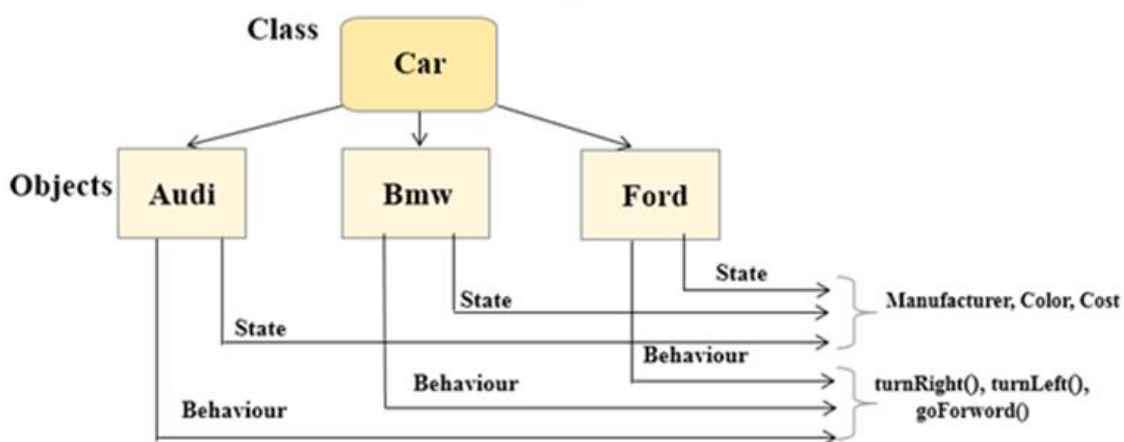 Class
Car
Objects
Audi
Bmw
Ford
State
Manufacturer, Color, Cost
State
State
Behaviour
Behaviour
turnRight(), turnLeft(),
goForword()
Behaviour